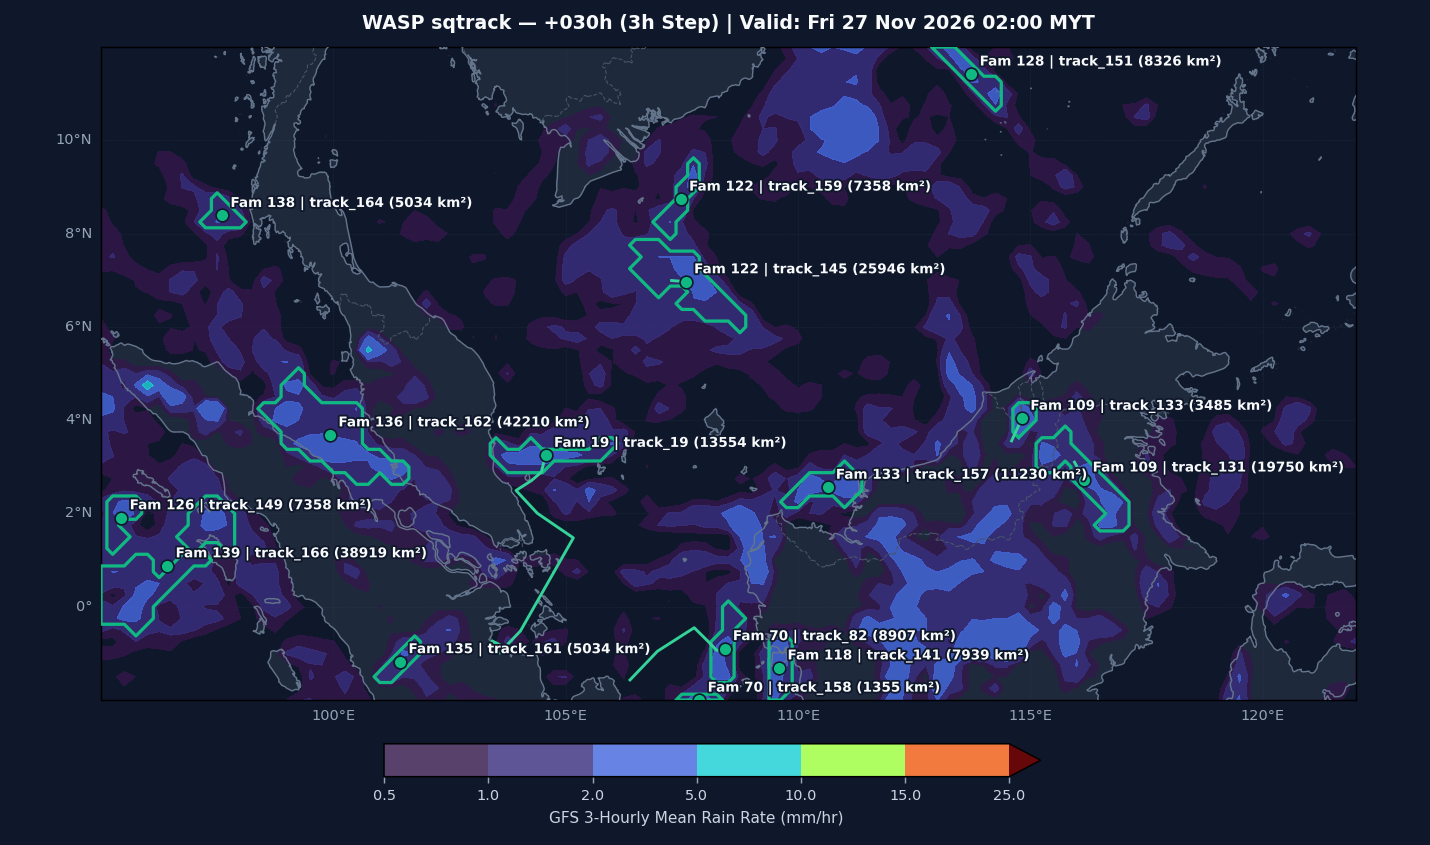 WASP sqtrack — +030h (3h Step) | Valid: Fri 27 Nov 2026 02:00 MYT
Fam 128 | track_151 (8326 km²)
10°N
Fam 122 | track_159 (7358 km²)
Fam 138 | track_164 (5034 km²)
8°N
Fam 122 | track_145 (25946 km²)
6°N
Fam 109 | track_133 (3485 km²)
4°N
Fam 136 | track_162 (42210 km²)
Fam 19 | track_19 (13554 km²)
Fam 109 | track_131 (19750 km²)
Fam 133 | track_157 (11230 km²)
Fam 126 | track_149 (7358 km²)
2°N
Fam 139 | track_166 (38919 km²)
0°
Fam 70 | track_82 (8907 km²)
Fam 135 | track_161 (5034 km²)
Fam 118 | track_141 (7939 km²)
Fam 70 | track_158 (1355 km²)
100°E 105°E 110°E 115°E 120°E
0.5 1.0 2.0 5.0 10.0 15.0 25.0
GFS 3-Hourly Mean Rain Rate (mm/hr)